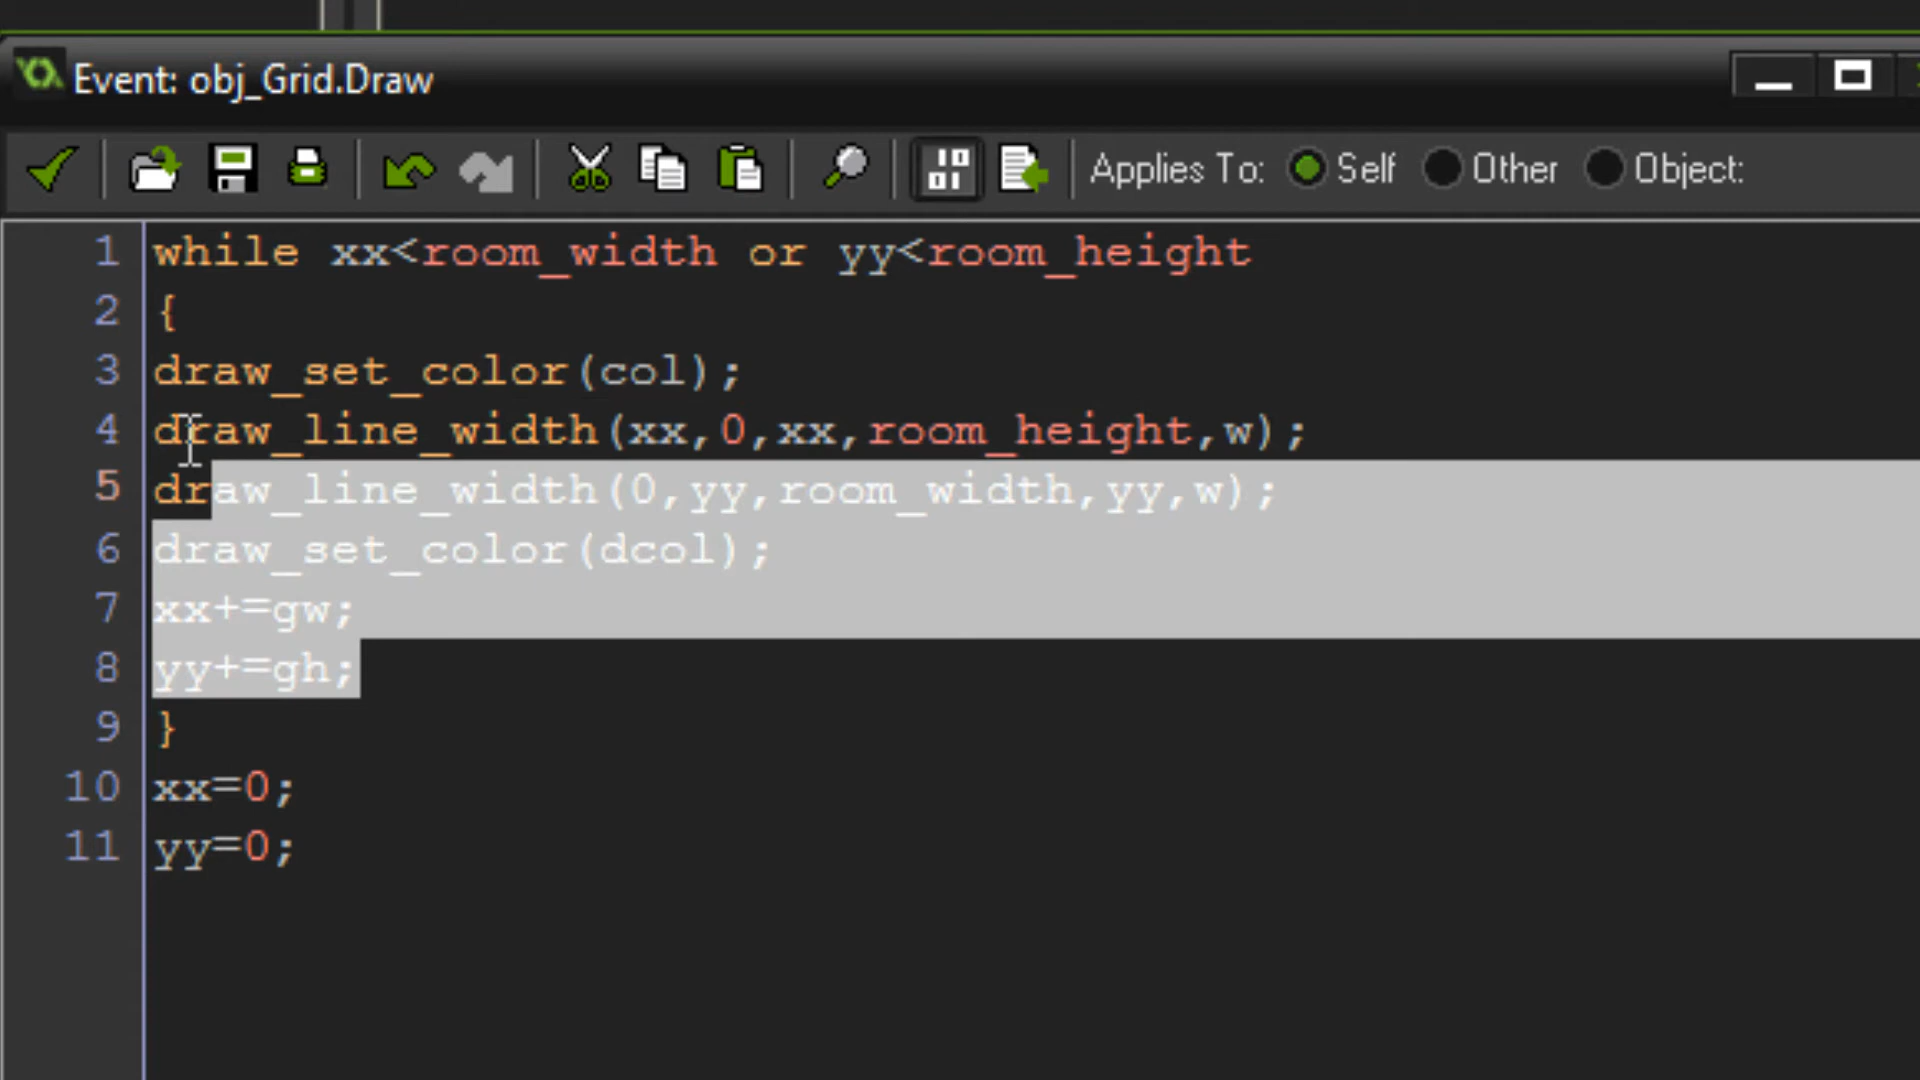 Event: obj_Grid.Draw
Applies To: Self Other Object:
1 while xx<room_width or yy<room_height
2 {
3 draw_set_color(col);
4 draw_line_width(xx,0,xx,room_height,w);
5 draw_line_width(0,yy,room_width,yy,w);
6 draw_set_color(dcol);
7 xx+=gw;
8 yy+=gh;
9 }
10 xx=0;
11 yy=0;